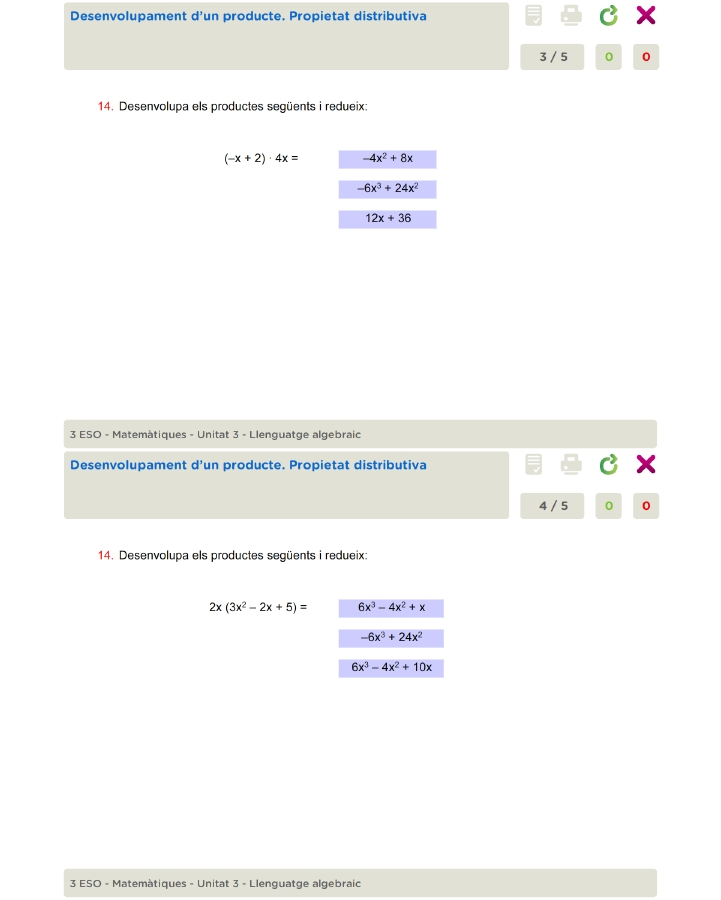 Desenvolupament d'un producte. Propietat distributiva
3 / 5
0
0
14. Desenvolupa els productes següents i redueix:
(–x + 2) · 4x =
–4x² + 8x
–6x³ + 24x²
12x + 36
3 ESO - Matemàtiques - Unitat 3 - Llenguatge algebraic
Desenvolupament d'un producte. Propietat distributiva
4 / 5
0
0
14. Desenvolupa els productes següents i redueix:
2x (3x² – 2x + 5) =
6x³ – 4x² + x
–6x³ + 24x²
6x³ – 4x² + 10x
3 ESO - Matemàtiques - Unitat 3 - Llenguatge algebraic